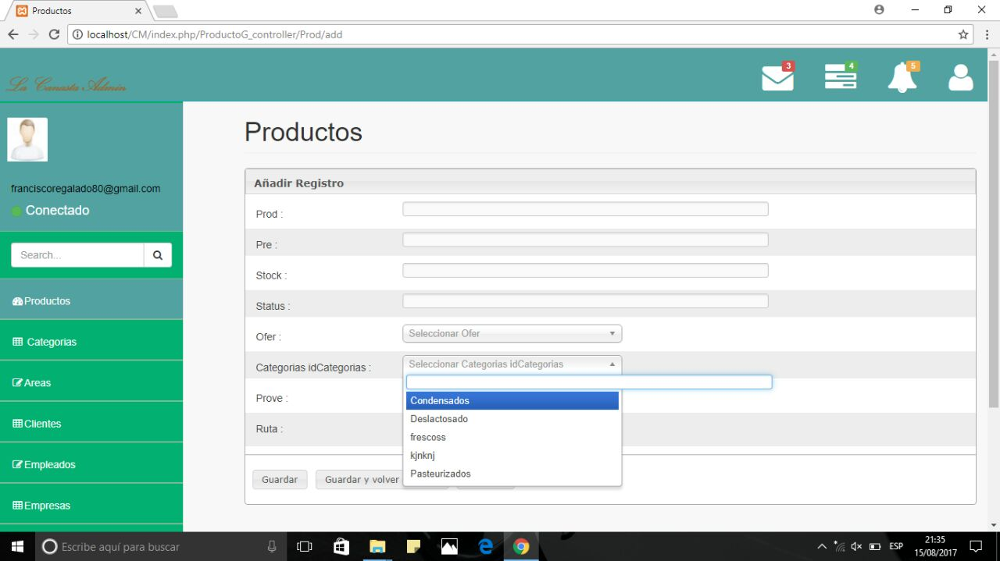 Productos
localhost/CM/index.php/ProductoG_controller/Prod/add
La Canasta Admin
3
4
5
franciscoregalado80@gmail.com
Conectado
Search...
Productos
Categorias
Areas
Clientes
Empleados
Empresas
Productos
Añadir Registro
Prod :
Pre :
Stock :
Status :
Ofer :
Seleccionar Ofer
Categorias idCategorias :
Seleccionar Categorias idCategorias
Condensados
Deslactosado
frescoss
kjnknj
Pasteurizados
Prove :
Ruta :
Guardar
Guardar y volver
Escribe aquí para buscar
ESP
21:35
15/08/2017